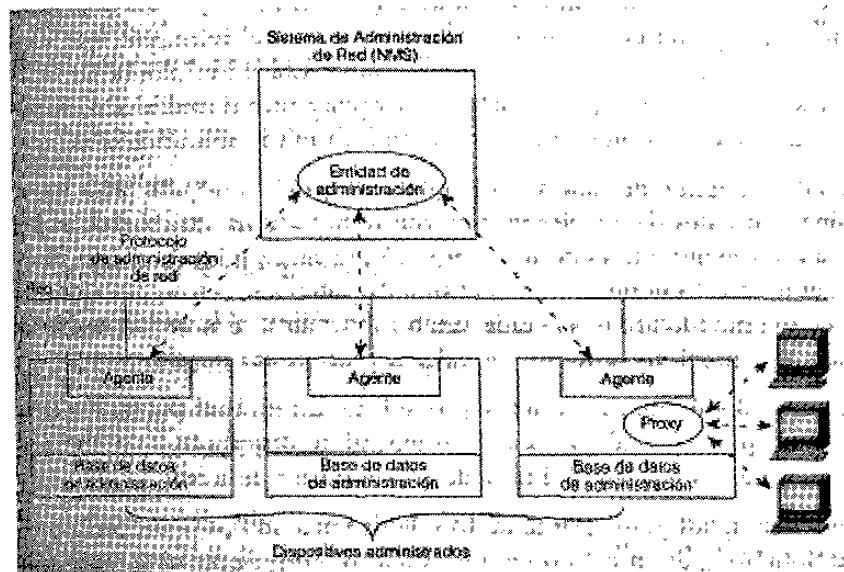 Sistema de Administración
de Red (NMS)
Entidad de
administración
Protocolo
de administración
de red
Red
Agente
Agente
Agente
Proxy
Base de datos
de administración
Base de datos
de administración
Base de datos
de administración
Dispositivos administrados